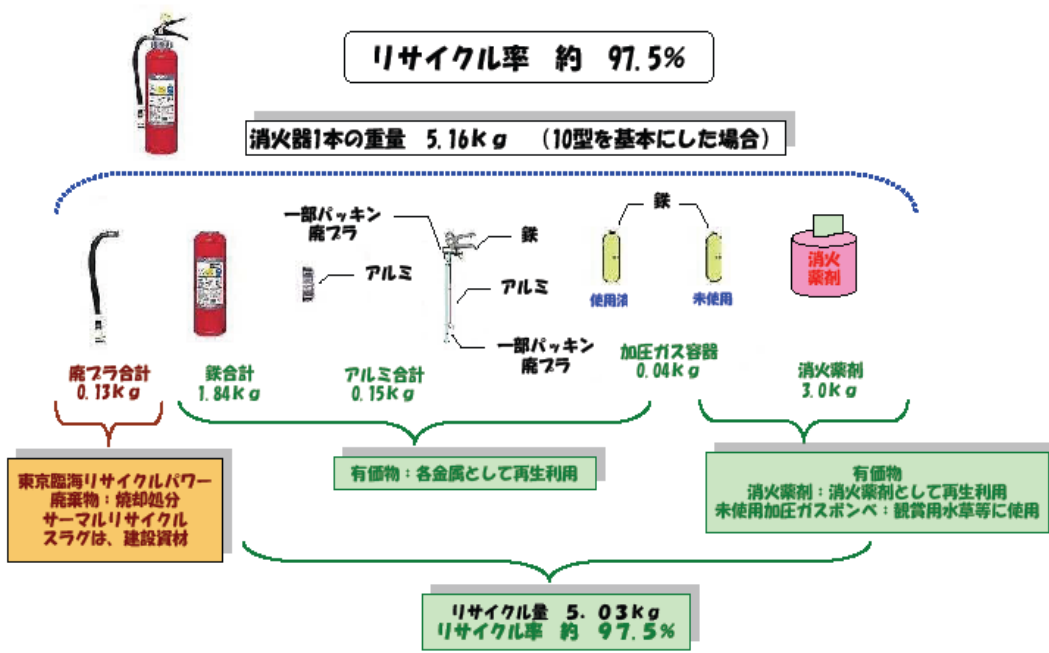 リサイクル率 約 97.5%
消火器1本の重量 5.16kg (10型を基本にした場合)
一部パッキン
廃プラ
鉄
アルミ
アルミ
一部パッキン
廃プラ
鉄
使用済
未使用
消火
薬剤
廃プラ合計
0.13kg
鉄合計
1.84kg
アルミ合計
0.15kg
加圧ガス容器
0.04kg
消火薬剤
3.0kg
東京臨海リサイクルパワー
廃棄物:焼却処分
サーマルリサイクル
スラグは、建設資材
有価物:各金属として再生利用
有価物
消火薬剤:消火薬剤として再生利用
未使用加圧ガスボンベ:観賞用水草等に使用
リサイクル量 5.03kg
リサイクル率 約 97.5%